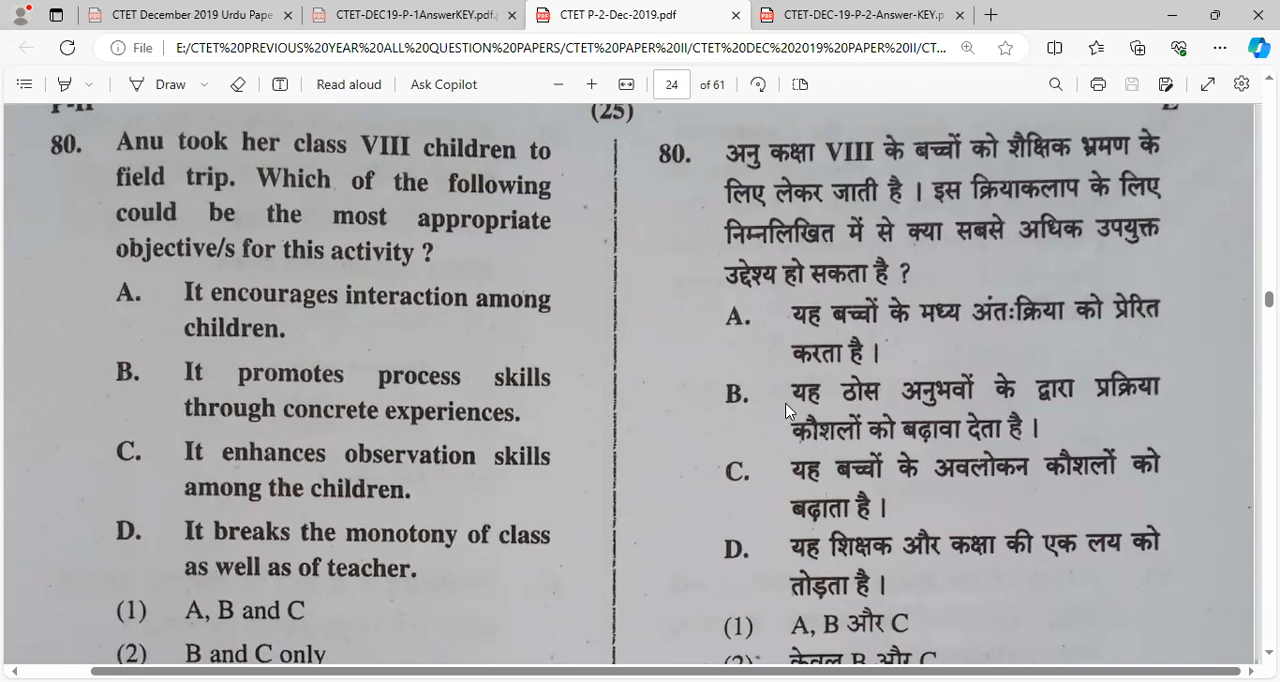 CTET December 2019 Urdu Pape
CTET-DEC19-P-1AnswerKEY.pdf
CTET P-2-Dec-2019.pdf
CTET-DEC-19-P-2-Answer-KEY.p
File
E:/CTET%20PREVIOUS%20YEAR%20ALL%20QUESTION%20PAPERS/CTET%20PAPER%20II/CTET%20DEC%202019%20PAPER%20II/CT...
Draw
Read aloud
Ask Copilot
24 of 61
P-II
(25)
80. Anu took her class VIII children to
field trip. Which of the following
could be the most appropriate
objective/s for this activity ?
A. It encourages interaction among
children.
B. It promotes process skills
through concrete experiences.
C. It enhances observation skills
among the children.
D. It breaks the monotony of class
as well as of teacher.
(1) A, B and C
(2) B and C only
80. अनु कक्षा VIII के बच्चों को शैक्षिक भ्रमण के
लिए लेकर जाती है । इस क्रियाकलाप के लिए
निम्नलिखित में से क्या सबसे अधिक उपयुक्त
उद्देश्य हो सकता है ?
A. यह बच्चों के मध्य अंतःक्रिया को प्रेरित
करता है ।
B. यह ठोस अनुभवों के द्वारा प्रक्रिया
कौशलों को बढ़ावा देता है ।
C. यह बच्चों के अवलोकन कौशलों को
बढ़ाता है ।
D. यह शिक्षक और कक्षा की एक लय को
तोड़ता है ।
(1) A, B और C
(2) केवल B और C